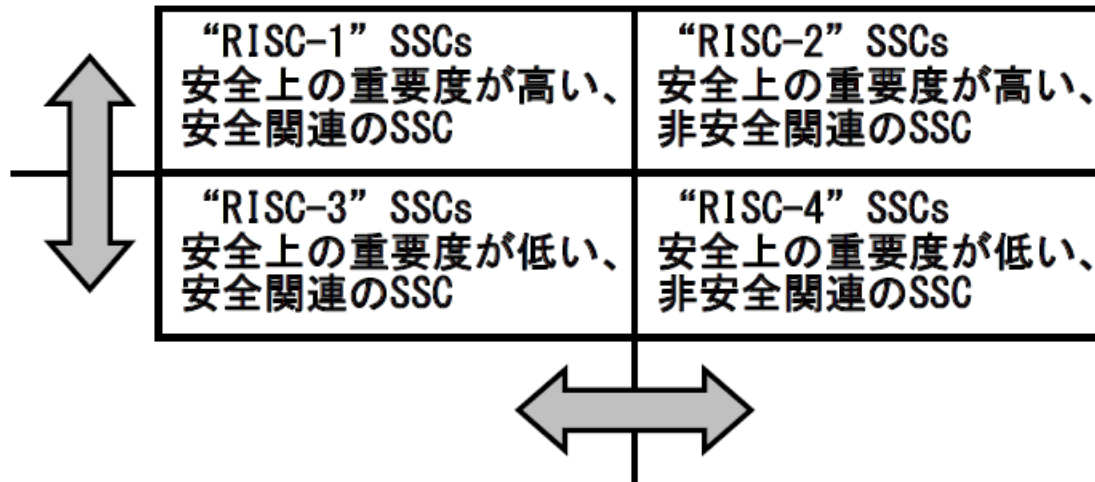 “RISC-1” SSCs
安全上の重要度が高い、
安全関連のSSC
“RISC-2” SSCs
安全上の重要度が高い、
非安全関連のSSC
“RISC-3” SSCs
安全上の重要度が低い、
安全関連のSSC
“RISC-4” SSCs
安全上の重要度が低い、
非安全関連のSSC